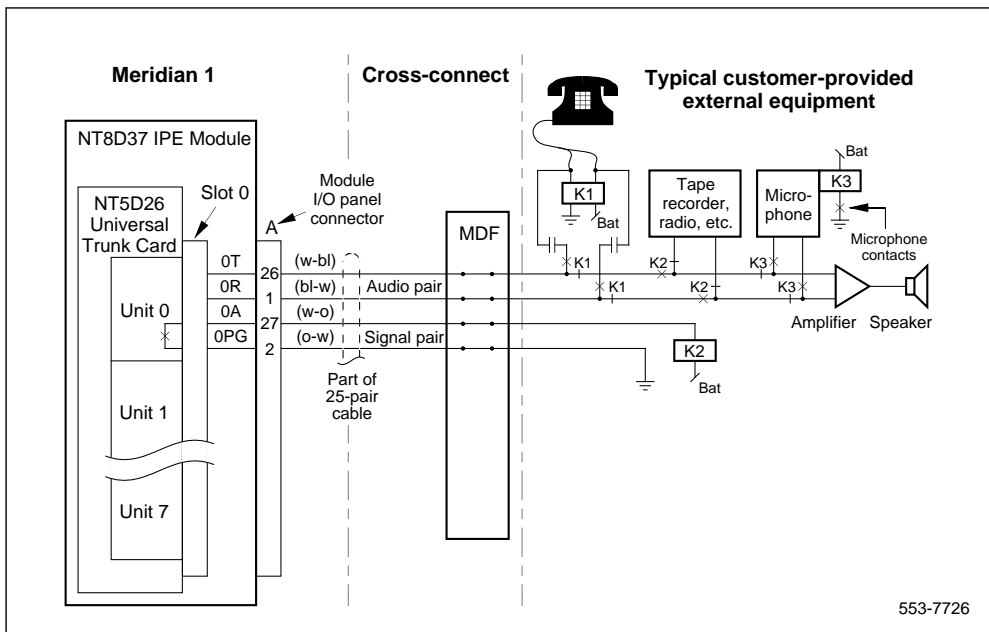 Meridian 1
Cross-connect
Typical customer-provided
external equipment
NT8D37 IPE Module
NT5D26
Universal
Trunk Card
Slot 0
Module
I/O panel
connector
A
MDF
K1
Bat
Tape
recorder,
radio, etc.
Micro-
phone
Bat
K3
Microphone
contacts
Unit 0
0T
26
(w-bl)
K1
K2
K3
0R
1
(bl-w)
Audio pair
K1
K2
K3
0A
27
(w-o)
0PG
2
(o-w)
Signal pair
Amplifier
Speaker
K2
Bat
Part of
25-pair
cable
Unit 1
Unit 7
553-7726